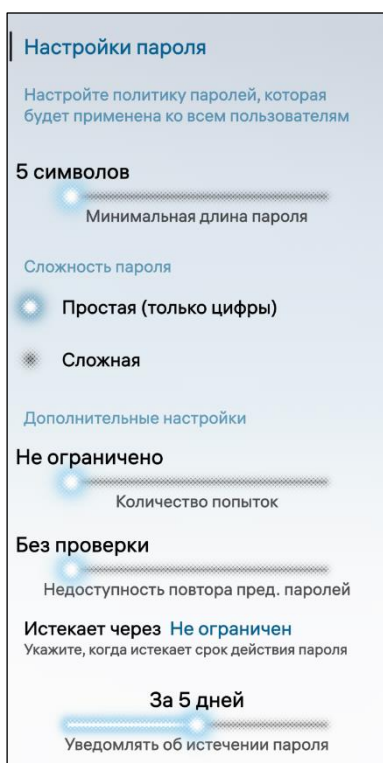 Настройки пароля
Настройте политику паролей, которая
будет применена ко всем пользователям
5 символов
Минимальная длина пароля
Сложность пароля
Простая (только цифры)
Сложная
Дополнительные настройки
Не ограничено
Количество попыток
Без проверки
Недоступность повтора пред. паролей
Истекает через Не ограничен
Укажите, когда истекает срок действия пароля
За 5 дней
Уведомлять об истечении пароля